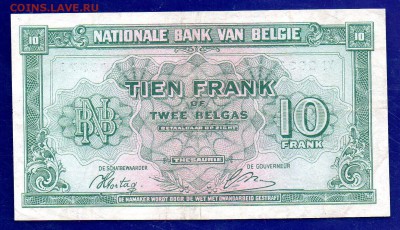 COINS.ЛАВЕ.RU
10
NATIONALE BANK VAN BELGIE
10
TIEN FRANK
OF
TWEE BELGAS
BETAALBAAR OP ZICHT
NB
10
FRANK
THESAURIE
DE SCHATBEWAARDER
DE GOUVERNEUR
DE NAMAKER WORDT DOOR DE WET MET DWANGARBEID GESTRAFT